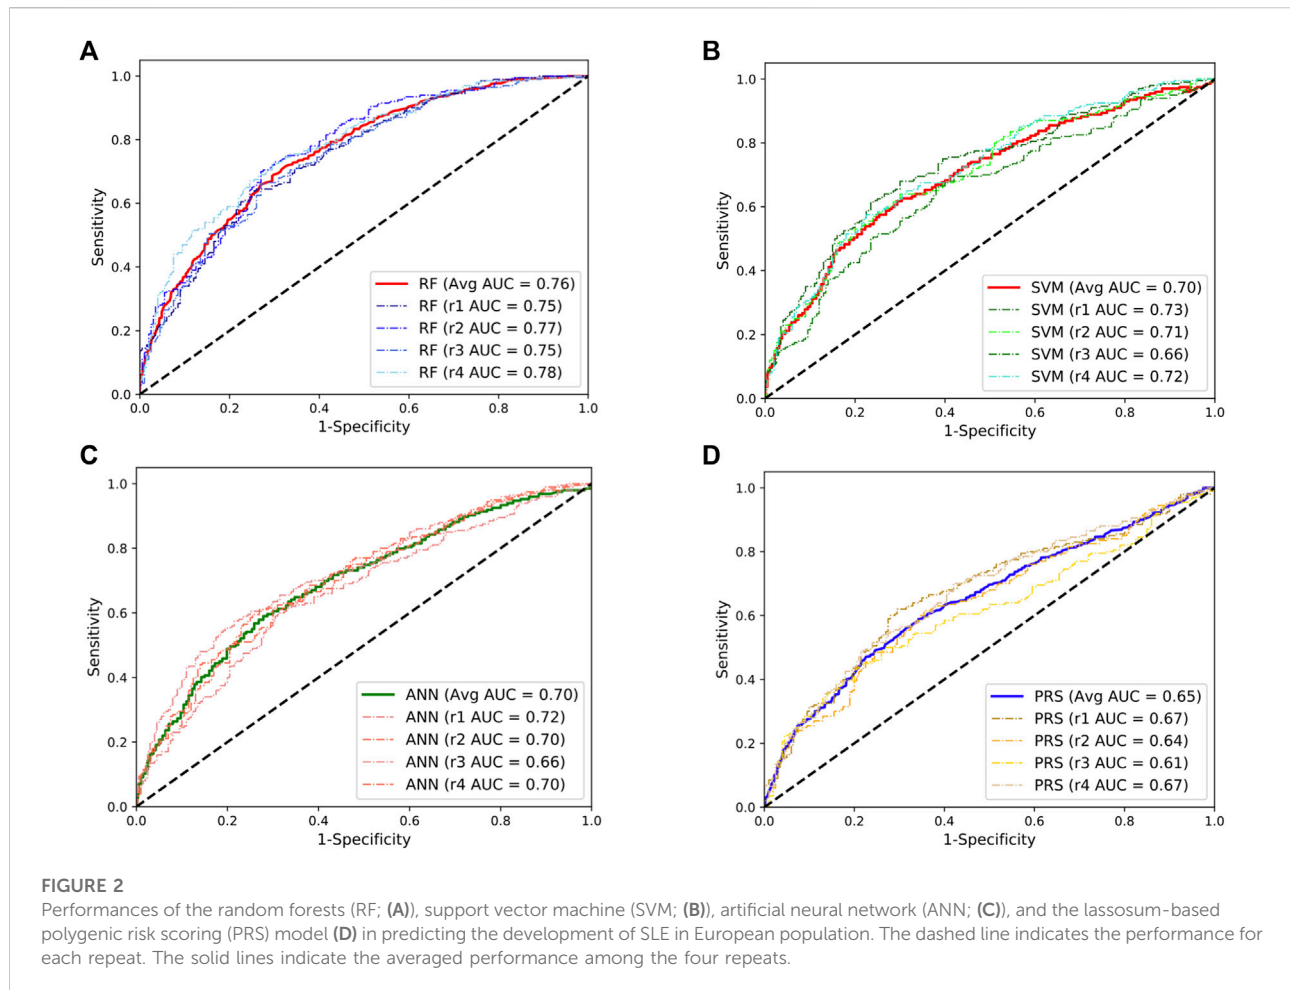 A
1.0
0.8
0.6
0.4
0.2
0.0
Sensitivity
RF (Avg AUC = 0.76)
RF (r1 AUC = 0.75)
RF (r2 AUC = 0.77)
RF (r3 AUC = 0.75)
RF (r4 AUC = 0.78)
0.0 0.2 0.4 0.6 0.8 1.0
1-Specificity
B
1.0
0.8
0.6
0.4
0.2
0.0
Sensitivity
SVM (Avg AUC = 0.70)
SVM (r1 AUC = 0.73)
SVM (r2 AUC = 0.71)
SVM (r3 AUC = 0.66)
SVM (r4 AUC = 0.72)
0.0 0.2 0.4 0.6 0.8 1.0
1-Specificity
C
1.0
0.8
0.6
0.4
0.2
0.0
Sensitivity
ANN (Avg AUC = 0.70)
ANN (r1 AUC = 0.72)
ANN (r2 AUC = 0.70)
ANN (r3 AUC = 0.66)
ANN (r4 AUC = 0.70)
0.0 0.2 0.4 0.6 0.8 1.0
1-Specificity
D
1.0
0.8
0.6
0.4
0.2
0.0
Sensitivity
PRS (Avg AUC = 0.65)
PRS (r1 AUC = 0.67)
PRS (r2 AUC = 0.64)
PRS (r3 AUC = 0.61)
PRS (r4 AUC = 0.67)
0.0 0.2 0.4 0.6 0.8 1.0
1-Specificity
FIGURE 2
Performances of the random forests (RF; (A)), support vector machine (SVM; (B)), artificial neural network (ANN; (C)), and the lassosum-based
polygenic risk scoring (PRS) model (D) in predicting the development of SLE in European population. The dashed line indicates the performance for
each repeat. The solid lines indicate the averaged performance among the four repeats.